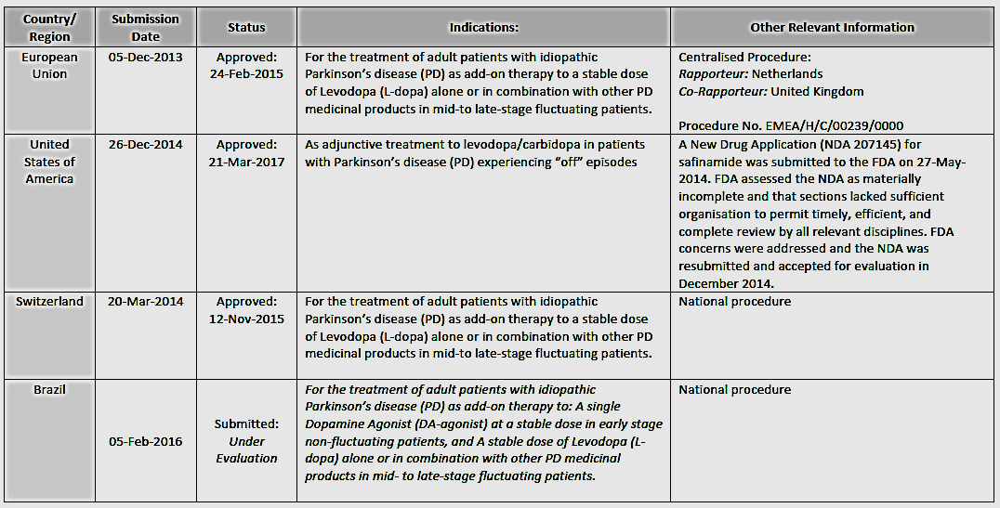 Country/
Region
Submission
Date
Status
Indications:
Other Relevant Information
European
Union
05-Dec-2013
Approved:
24-Feb-2015
For the treatment of adult patients with idiopathic
Parkinson's disease (PD) as add-on therapy to a stable dose
of Levodopa (L-dopa) alone or in combination with other PD
medicinal products in mid-to late-stage fluctuating patients.
Centralised Procedure:
Rapporteur: Netherlands
Co-Rapporteur: United Kingdom
Procedure No. EMEA/H/C/00239/0000
United
States of
America
26-Dec-2014
Approved:
21-Mar-2017
As adjunctive treatment to levodopa/carbidopa in patients
with Parkinson's disease (PD) experiencing "off" episodes
A New Drug Application (NDA 207145) for
safinamide was submitted to the FDA on 27-May-
2014. FDA assessed the NDA as materially
incomplete and that sections lacked sufficient
organisation to permit timely, efficient, and
complete review by all relevant disciplines. FDA
concerns were addressed and the NDA was
resubmitted and accepted for evaluation in
December 2014.
Switzerland
20-Mar-2014
Approved:
12-Nov-2015
For the treatment of adult patients with idiopathic
Parkinson's disease (PD) as add-on therapy to a stable dose
of Levodopa (L-dopa) alone or in combination with other PD
medicinal products in mid-to late-stage fluctuating patients.
National procedure
Brazil
05-Feb-2016
Submitted:
Under
Evaluation
For the treatment of adult patients with idiopathic
Parkinson's disease (PD) as add-on therapy to: A single
Dopamine Agonist (DA-agonist) at a stable dose in early stage
non-fluctuating patients, and A stable dose of Levodopa (L-
dopa) alone or in combination with other PD medicinal
products in mid- to late-stage fluctuating patients.
National procedure